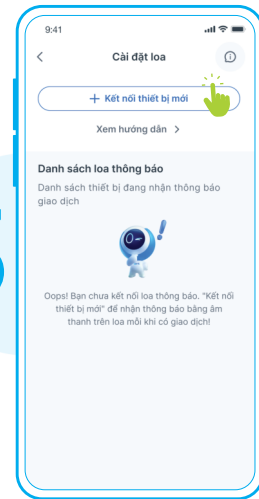 9:41
Cài đặt loa
+ Kết nối thiết bị mới
Xem hướng dẫn >
Danh sách loa thông báo
Danh sách thiết bị đang nhận thông báo
giao dịch
Oops! Bạn chưa kết nối loa thông báo. "Kết nối
thiết bị mới" để nhận thông báo bằng âm
thanh trên loa mỗi khi có giao dịch!